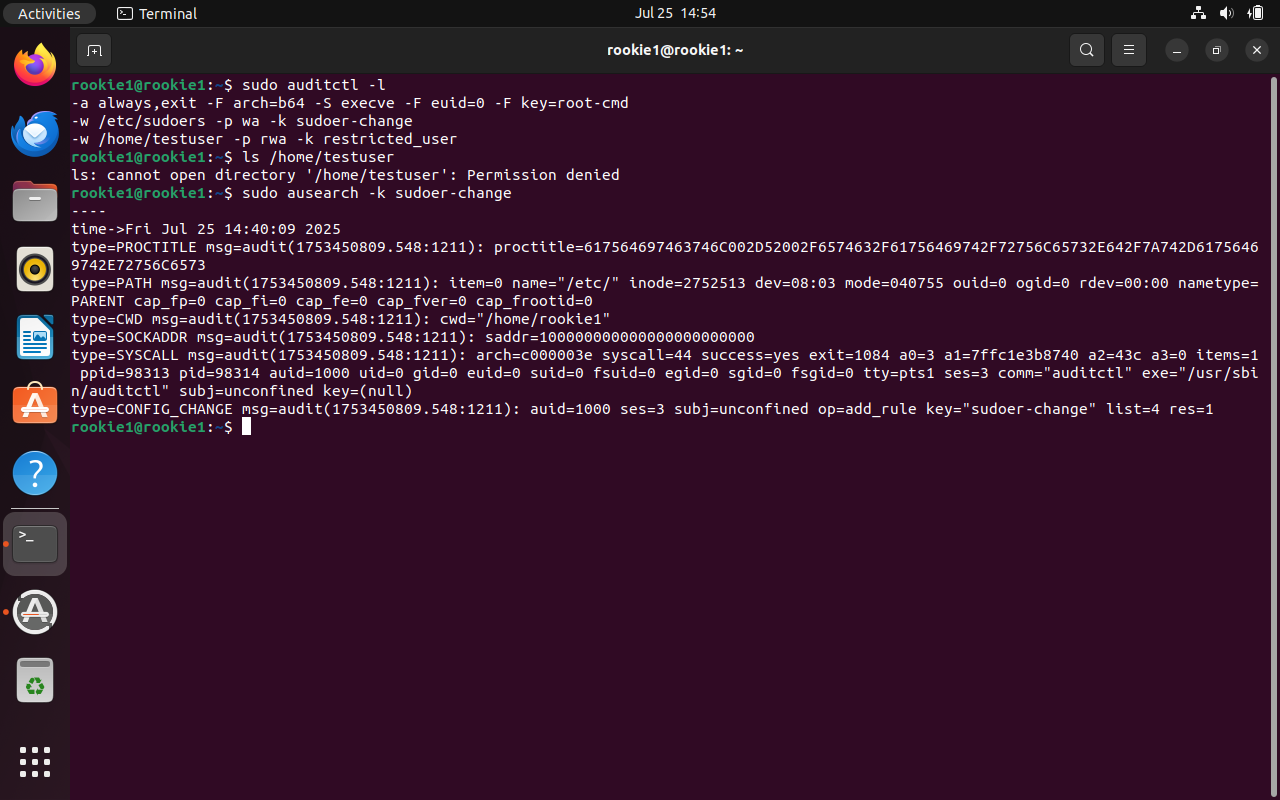 Activities
Terminal
Jul 25 14:54
rookie1@rookie1: ~
rookie1@rookie1:~$ sudo auditctl -l
-a always,exit -F arch=b64 -S execve -F euid=0 -F key=root-cmd
-w /etc/sudoers -p wa -k sudoer-change
-w /home/testuser -p rwa -k restricted_user
rookie1@rookie1:~$ ls /home/testuser
ls: cannot open directory '/home/testuser': Permission denied
rookie1@rookie1:~$ sudo ausearch -k sudoer-change
----
time->Fri Jul 25 14:40:09 2025
type=PROCTITLE msg=audit(1753450809.548:1211): proctitle=617564697463746C002D52002F6574632F61756469742F72756C65732E642F7A742D6175646
9742E72756C6573
type=PATH msg=audit(1753450809.548:1211): item=0 name="/etc/" inode=2752513 dev=08:03 mode=040755 ouid=0 ogid=0 rdev=00:00 nametype=
PARENT cap_fp=0 cap_fi=0 cap_fe=0 cap_fver=0 cap_frootid=0
type=CWD msg=audit(1753450809.548:1211): cwd="/home/rookie1"
type=SOCKADDR msg=audit(1753450809.548:1211): saddr=100000000000000000000000
type=SYSCALL msg=audit(1753450809.548:1211): arch=c000003e syscall=44 success=yes exit=1084 a0=3 a1=7ffc1e3b8740 a2=43c a3=0 items=1
ppid=98313 pid=98314 auid=1000 uid=0 gid=0 euid=0 suid=0 fsuid=0 egid=0 sgid=0 fsgid=0 tty=pts1 ses=3 comm="auditctl" exe="/usr/sbi
n/auditctl" subj=unconfined key=(null)
type=CONFIG_CHANGE msg=audit(1753450809.548:1211): auid=1000 ses=3 subj=unconfined op=add_rule key="sudoer-change" list=4 res=1
rookie1@rookie1:~$